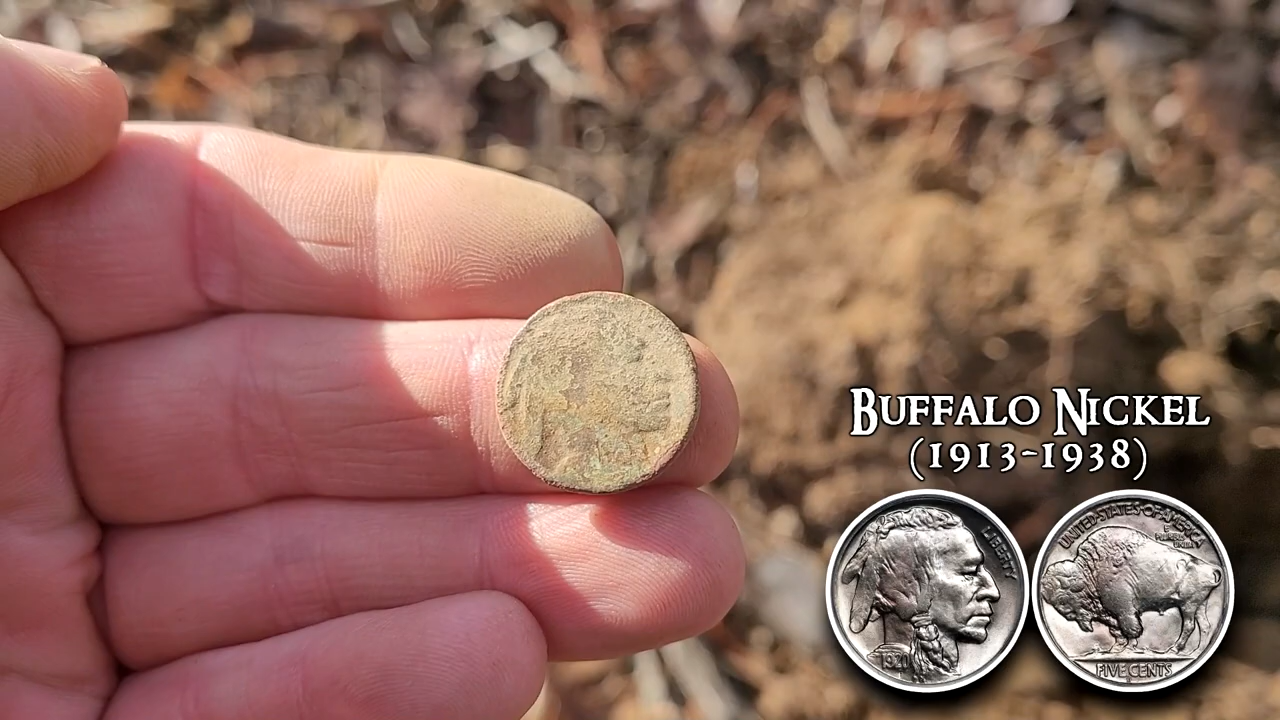 Buffalo Nickel
(1913-1938)
LIBERTY
1920
UNITED·STATES·OF·AMERICA
E
PLURIBUS
UNUM
FIVE CENTS